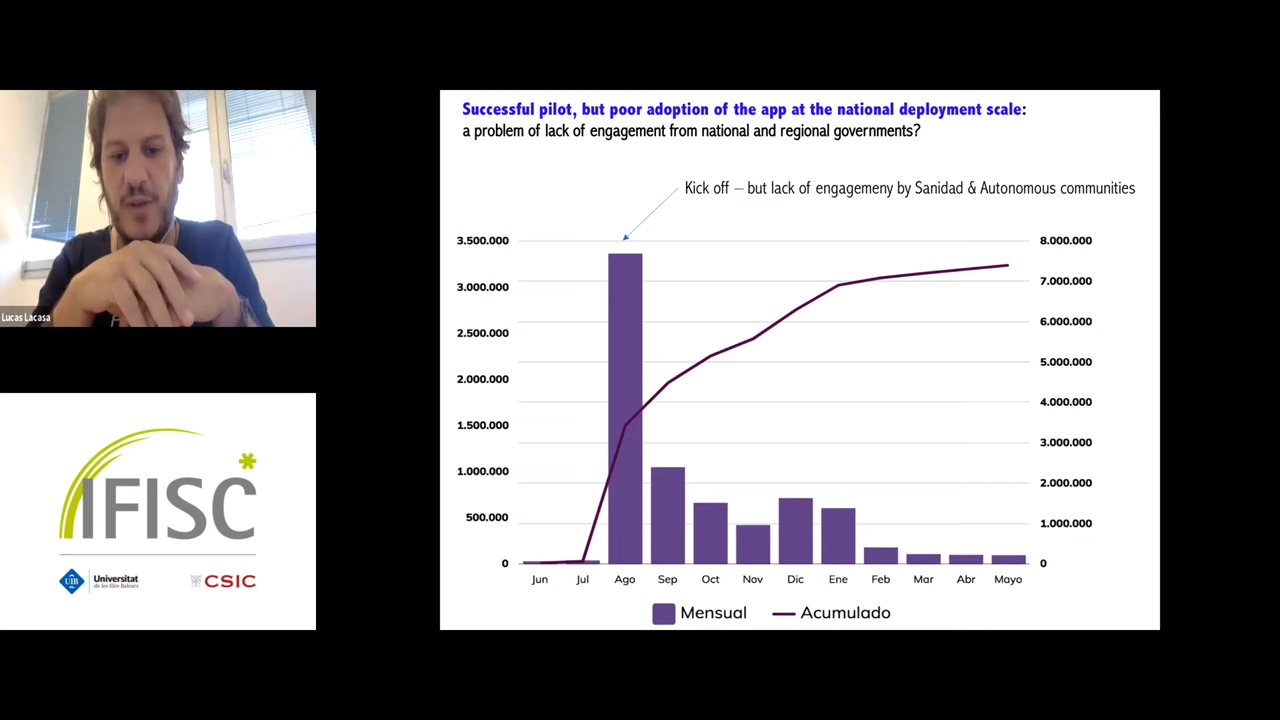 Successful pilot, but poor adoption of the app at the national deployment scale:
a problem of lack of engagement from national and regional governments?
Kick off – but lack of engagemeny by Sanidad & Autonomous communities
3.500.000
3.000.000
2.500.000
2.000.000
1.500.000
1.000.000
500.000
0
8.000.000
7.000.000
6.000.000
5.000.000
4.000.000
3.000.000
2.000.000
1.000.000
0
Jun Jul Ago Sep Oct Nov Dic Ene Feb Mar Abr Mayo
Mensual Acumulado
Lucas Lacasa
IFISC
UIB
Universitat
de les Illes Balears
CSIC